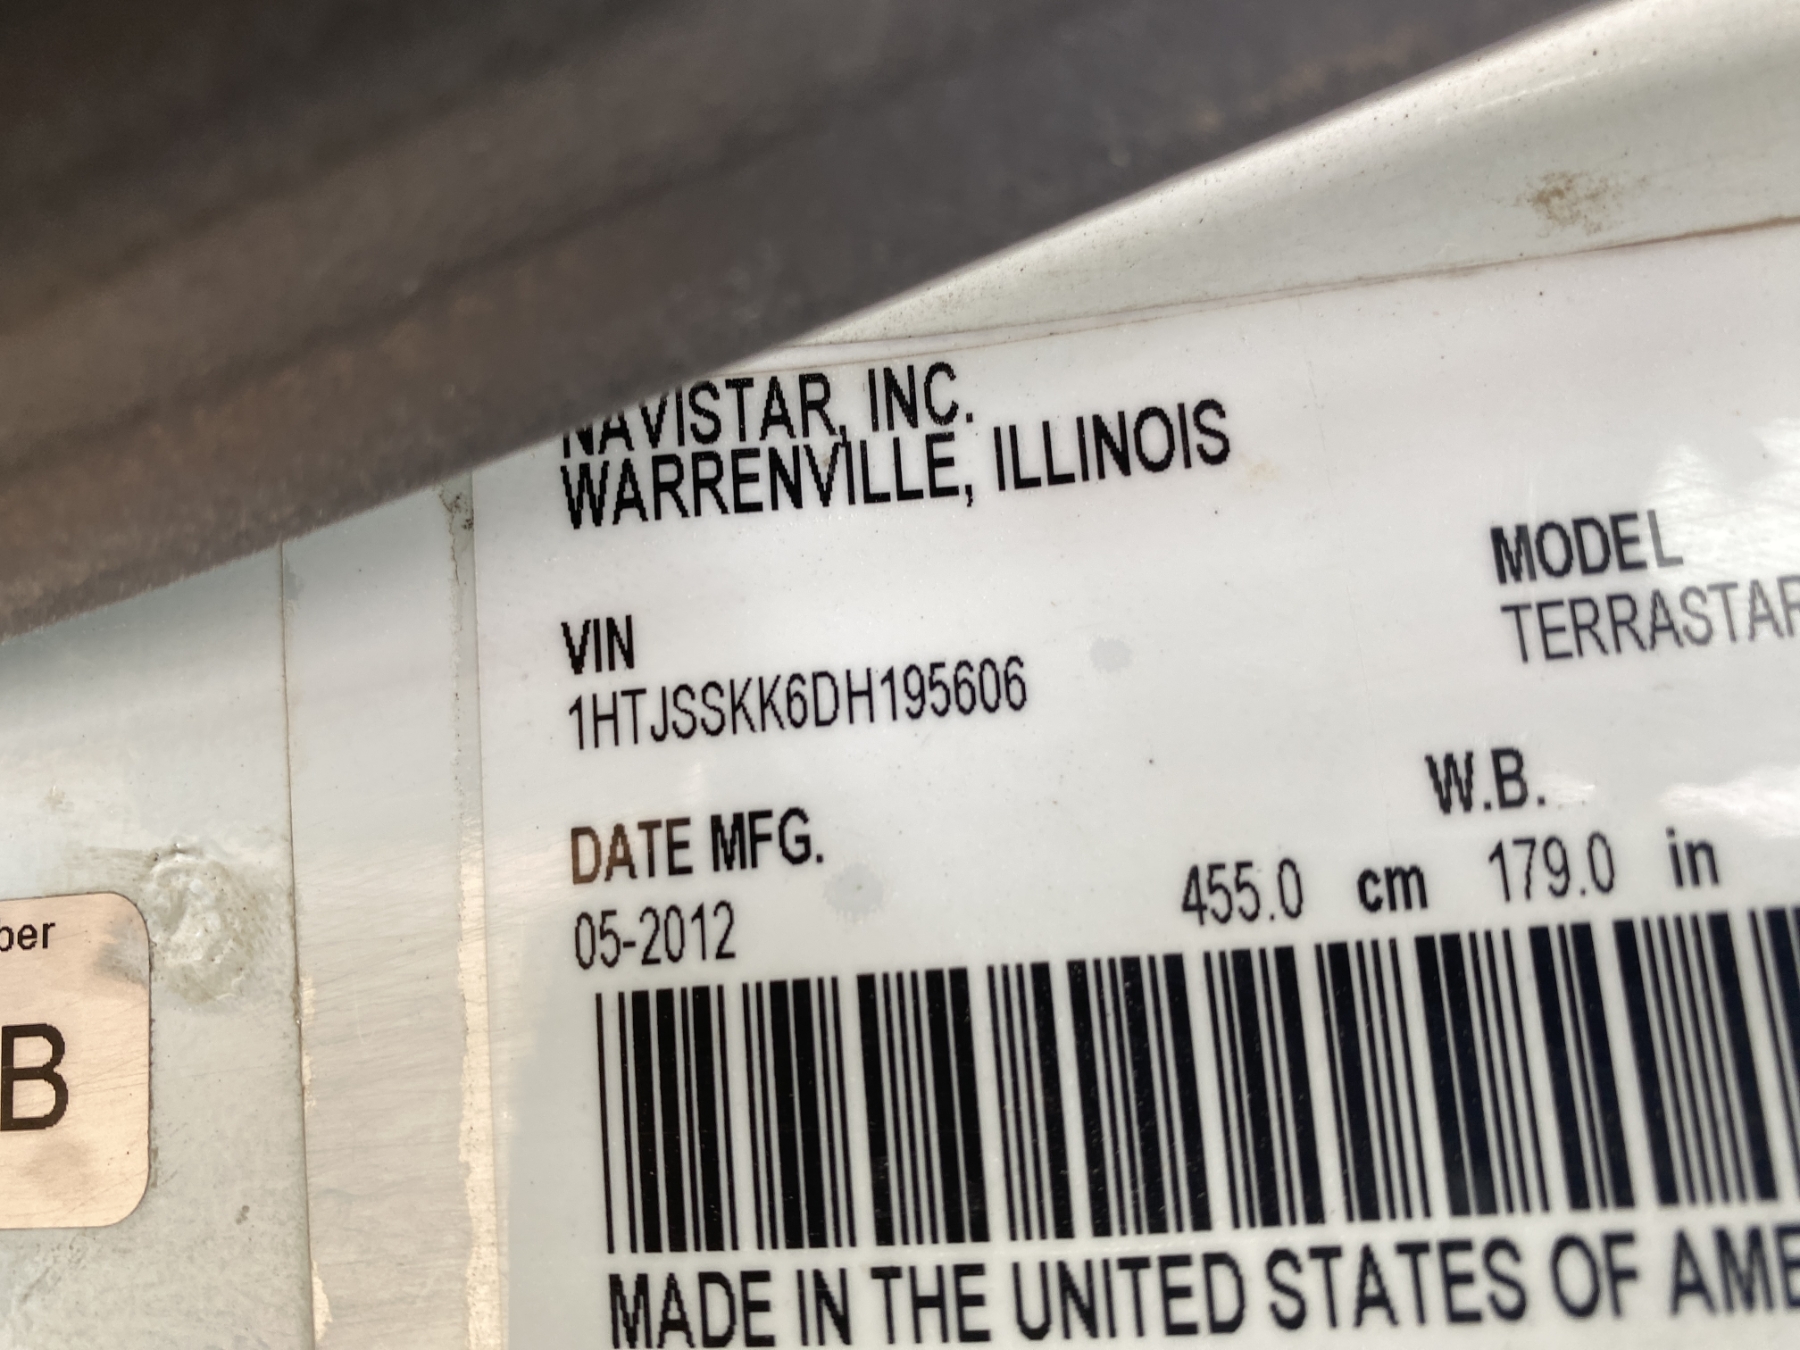 NAVISTAR, INC.
WARRENVILLE, ILLINOIS
MODEL
TERRASTAR
VIN
1HTJSSKK6DH195606
W.B.
DATE MFG.
455.0 cm 179.0 in
05-2012
ber
B
MADE IN THE UNITED STATES OF AME